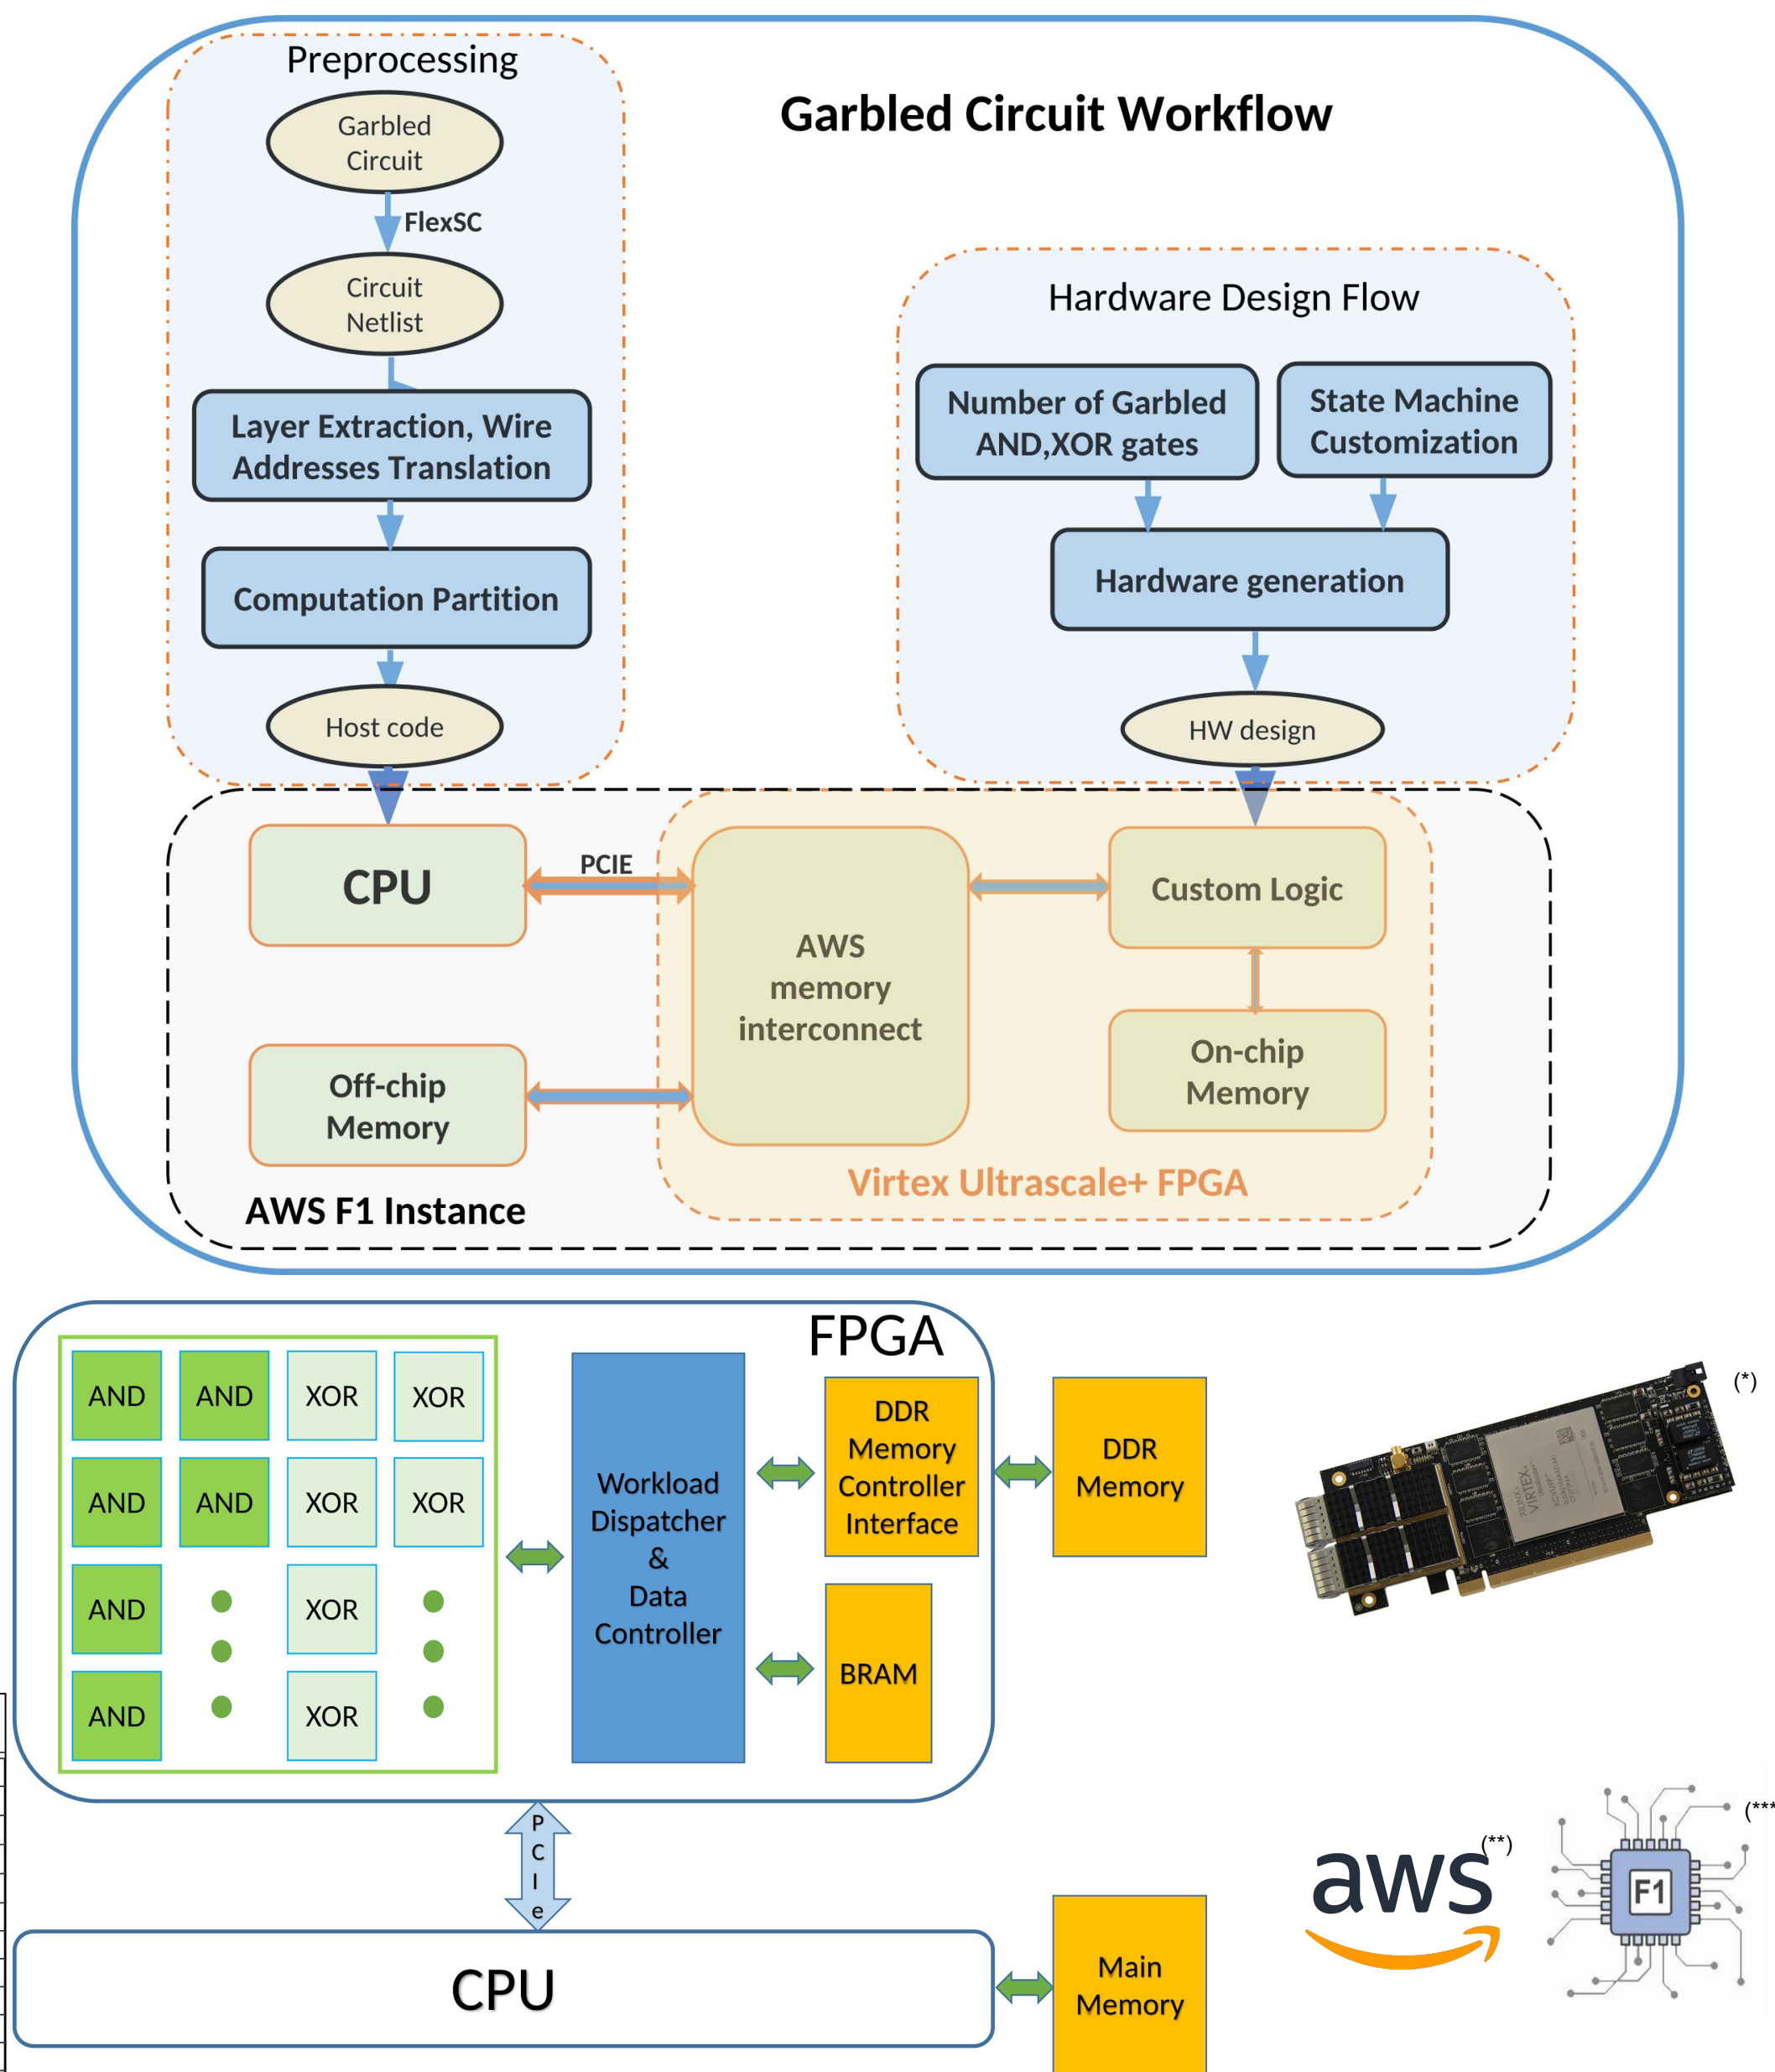 Preprocessing
Garbled Circuit Workflow
Garbled
Circuit
FlexSC
Circuit
Netlist
Layer Extraction, Wire
Addresses Translation
Computation Partition
Host code
Hardware Design Flow
Number of Garbled
AND,XOR gates
State Machine
Customization
Hardware generation
HW design
CPU
PCIE
AWS
memory
interconnect
Custom Logic
Off-chip
Memory
On-chip
Memory
Virtex Ultrascale+ FPGA
AWS F1 Instance
FPGA
AND AND XOR XOR
AND AND XOR XOR
AND XOR
AND XOR
Workload
Dispatcher
&
Data
Controller
DDR
Memory
Controller
Interface
BRAM
DDR
Memory
(*)
XILINX
VIRTEX
PCIe
CPU
Main
Memory
aws
(**)
F1
(***